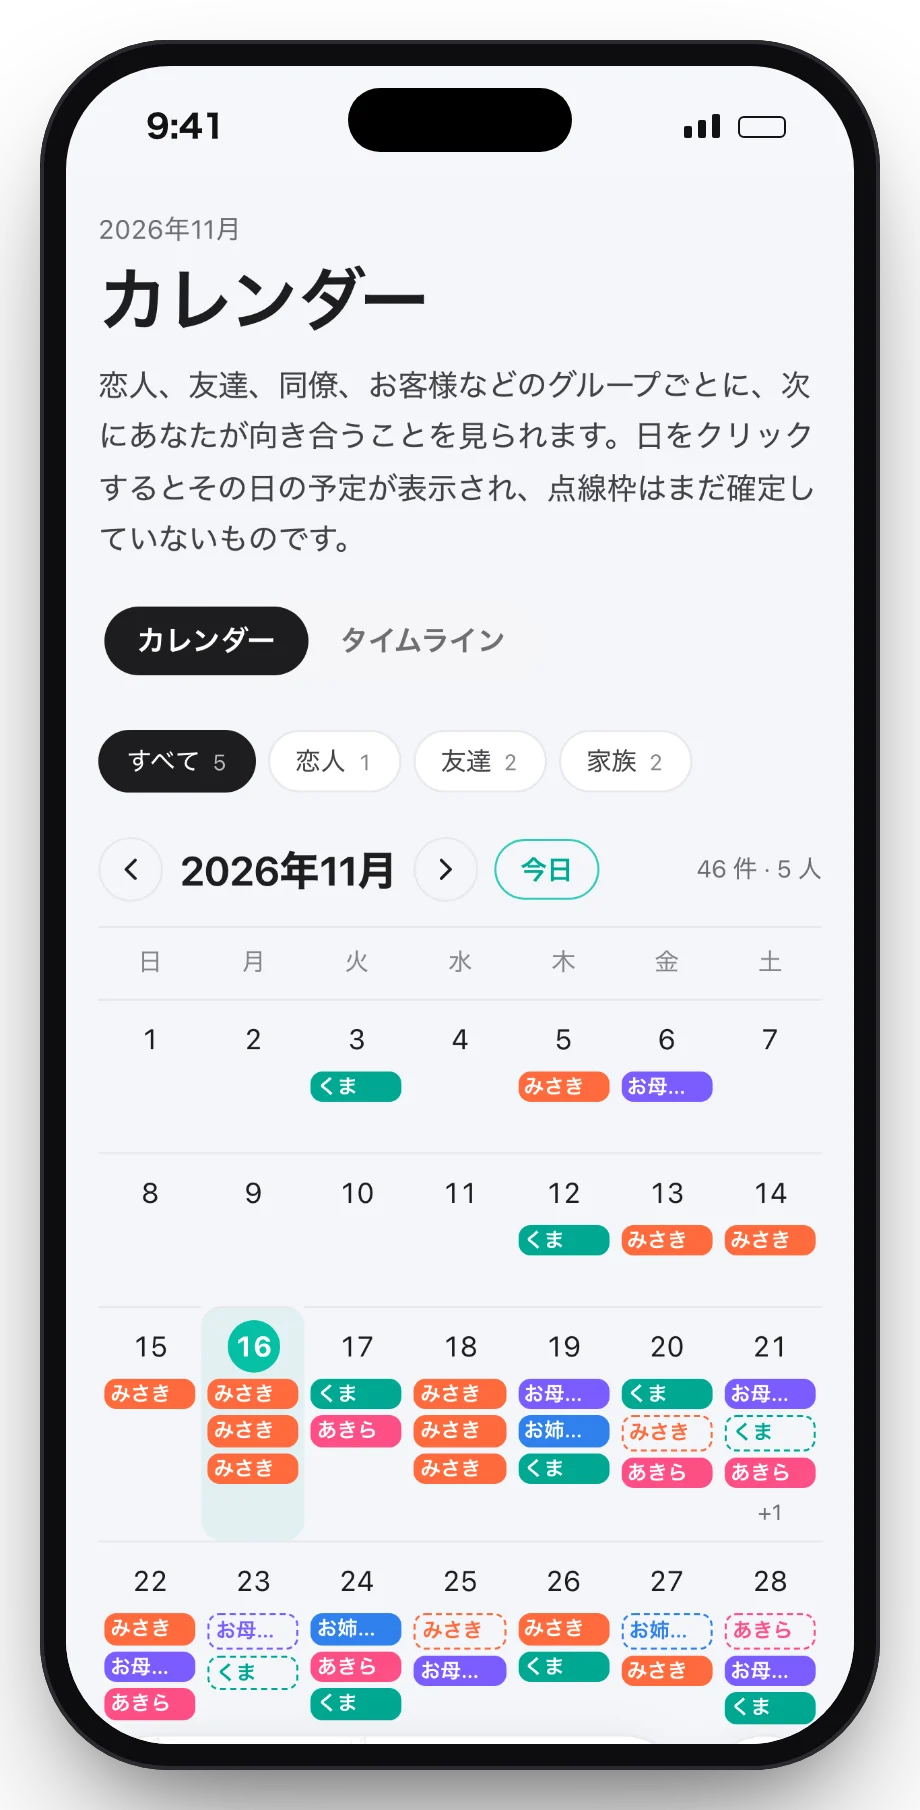 9:41
2026年11月
カレンダー
恋人、友達、同僚、お客様などのグループごとに、次
にあなたが向き合うことを見られます。日をクリック
するとその日の予定が表示され、点線枠はまだ確定し
ていないものです。
カレンダー タイムライン
すべて 5 恋人 1 友達 2 家族 2
2026年11月 今日 46 件 · 5 人
日 月 火 水 木 金 土
1 2 3 4 5 6 7
くま みさき お母...
8 9 10 11 12 13 14
くま みさき みさき
15 16 17 18 19 20 21
みさき みさき くま みさき お母... くま お母...
みさき あきら みさき お姉... みさき くま
みさき みさき くま あきら あきら
+1
22 23 24 25 26 27 28
みさき お母... お姉... みさき みさき お姉... あきら
お母... くま あきら お母... くま みさき お母...
あきら くま くま